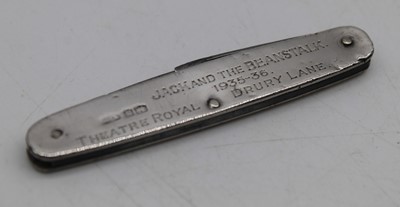 JACK AND THE BEANSTALK.
1935-36.
THEATRE ROYAL DRURY LANE.